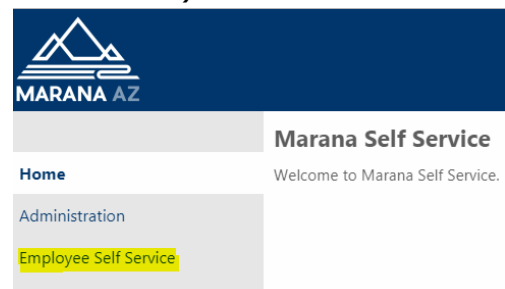 MARANA AZ
Marana Self Service
Home
Welcome to Marana Self Service.
Administration
Employee Self Service